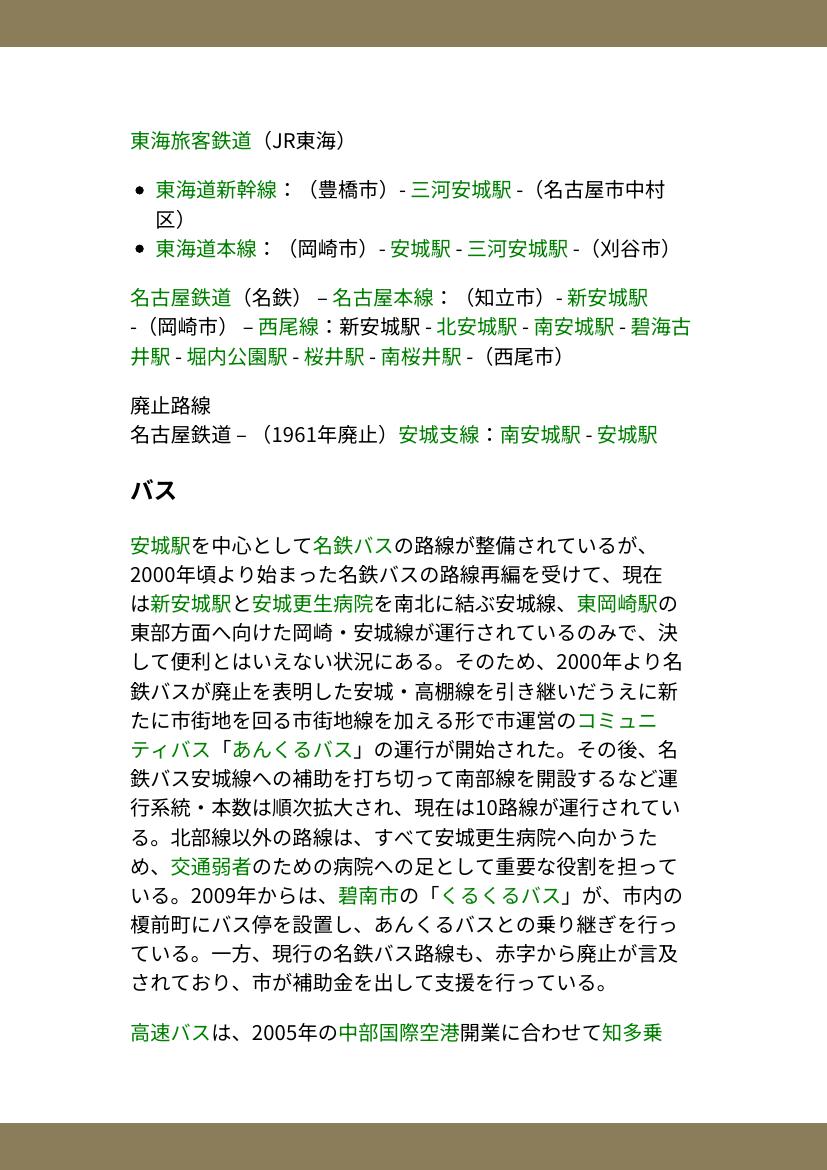 東海旅客鉄道（JR東海）
• 東海道新幹線：（豊橋市）- 三河安城駅 -（名古屋市中村
区）
• 東海道本線：（岡崎市）- 安城駅 - 三河安城駅 -（刈谷市）
名古屋鉄道（名鉄） – 名古屋本線：（知立市）- 新安城駅
-（岡崎市） – 西尾線：新安城駅 - 北安城駅 - 南安城駅 - 碧海古
井駅 - 堀内公園駅 - 桜井駅 - 南桜井駅 -（西尾市）
廃止路線
名古屋鉄道 – （1961年廃止）安城支線：南安城駅 - 安城駅
バス
安城駅を中心として名鉄バスの路線が整備されているが、
2000年頃より始まった名鉄バスの路線再編を受けて、現在
は新安城駅と安城更生病院を南北に結ぶ安城線、東岡崎駅の
東部方面へ向けた岡崎・安城線が運行されているのみで、決
して便利とはいえない状況にある。そのため、2000年より名
鉄バスが廃止を表明した安城・高棚線を引き継いだうえに新
たに市街地を回る市街地線を加える形で市運営のコミュニ
ティバス「あんくるバス」の運行が開始された。その後、名
鉄バス安城線への補助を打ち切って南部線を開設するなど運
行系統・本数は順次拡大され、現在は10路線が運行されてい
る。北部線以外の路線は、すべて安城更生病院へ向かうた
め、交通弱者のための病院への足として重要な役割を担って
いる。2009年からは、碧南市の「くるくるバス」が、市内の
榎前町にバス停を設置し、あんくるバスとの乗り継ぎを行っ
ている。一方、現行の名鉄バス路線も、赤字から廃止が言及
されており、市が補助金を出して支援を行っている。
高速バスは、2005年の中部国際空港開業に合わせて知多乗